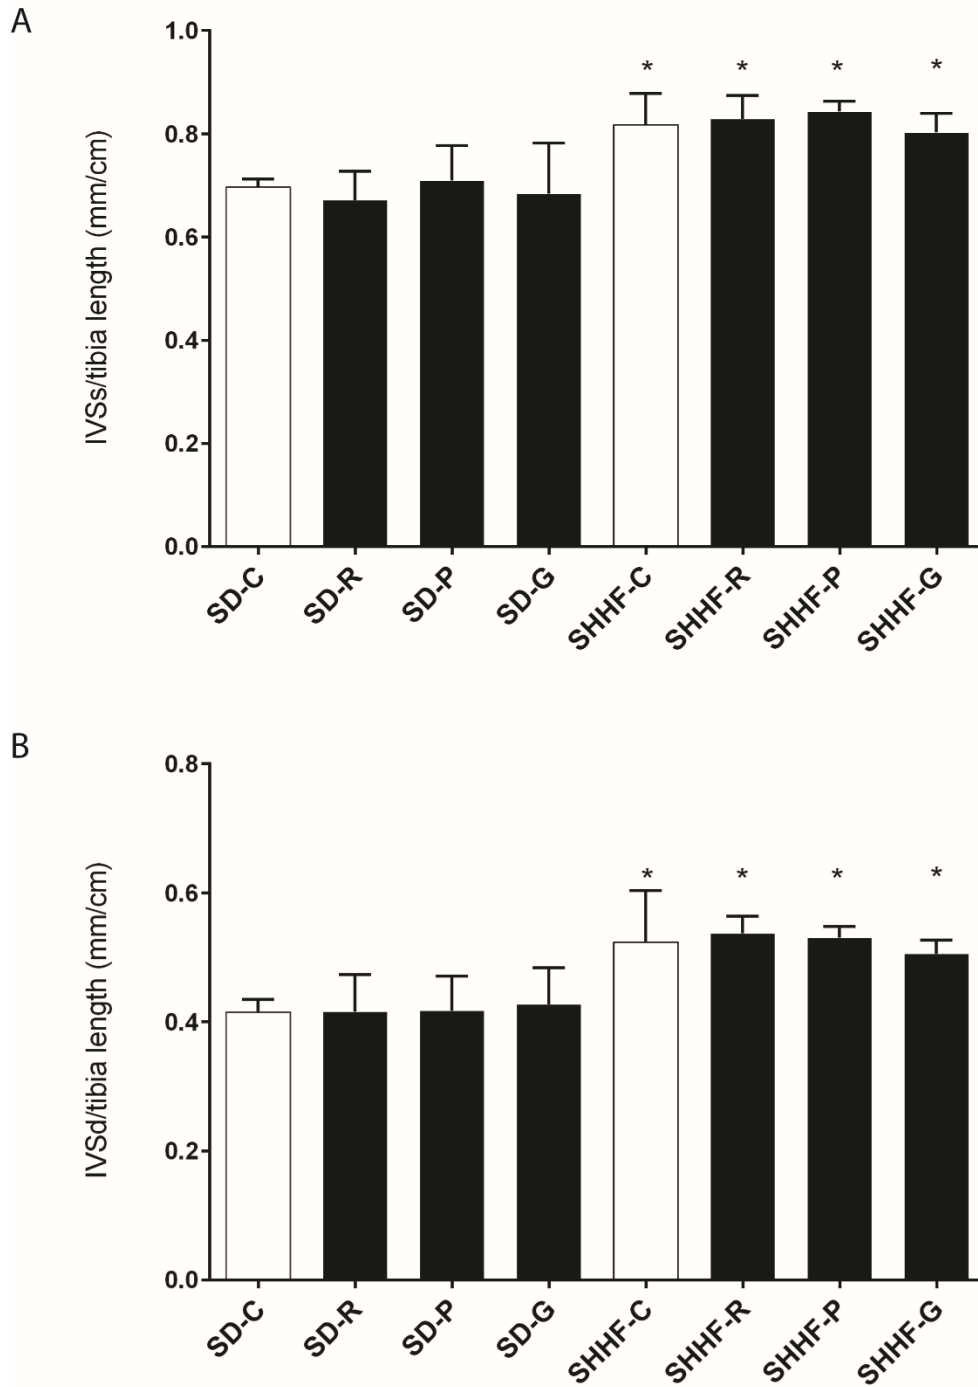 A
IVSs/tibia length (mm/cm)
1.0
0.8
0.6
0.4
0.2
0.0
* * * *
SD-C SD-R SD-P SD-G SHHF-C SHHF-R SHHF-P SHHF-G
B
IVSd/tibia length (mm/cm)
0.8
0.6
0.4
0.2
0.0
* * * *
SD-C SD-R SD-P SD-G SHHF-C SHHF-R SHHF-P SHHF-G